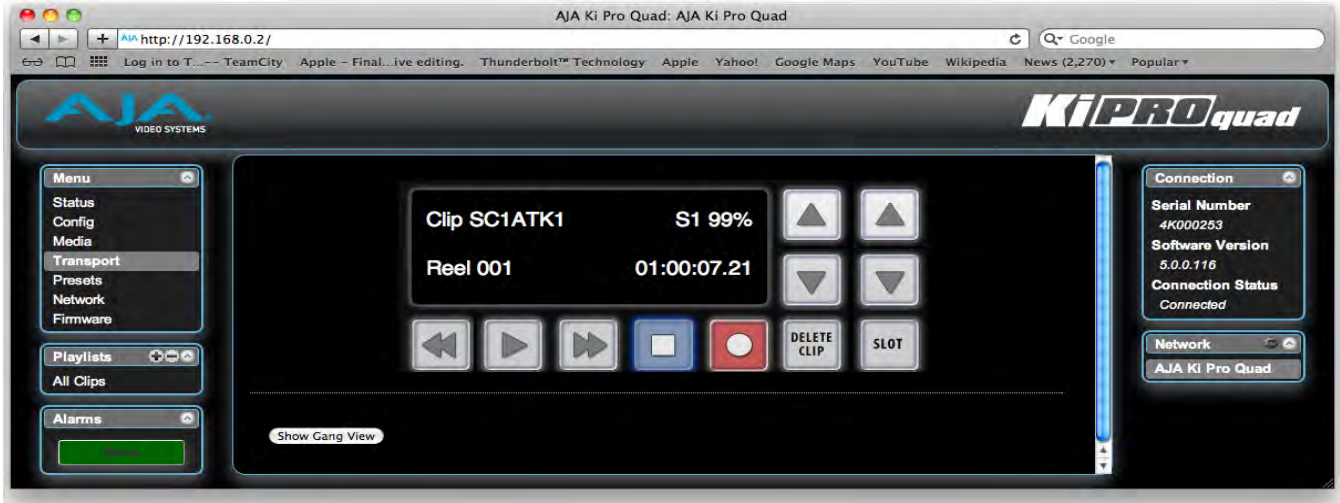 AJA Ki Pro Quad: AJA Ki Pro Quad
http://192.168.0.2/
Google
Log in to T...-- TeamCity Apple - Final...ive editing. Thunderbolt™ Technology Apple Yahoo! Google Maps YouTube Wikipedia News (2,270) Popular
AJA
VIDEO SYSTEMS
Ki PRO quad
Menu
Status
Config
Media
Transport
Presets
Network
Firmware
Playlists
All Clips
Alarms
Clip SC1ATK1 S1 99%
Reel 001 01:00:07.21
DELETE
CLIP
SLOT
Show Gang View
Connection
Serial Number
4K000253
Software Version
5.0.0.116
Connection Status
Connected
Network
AJA Ki Pro Quad